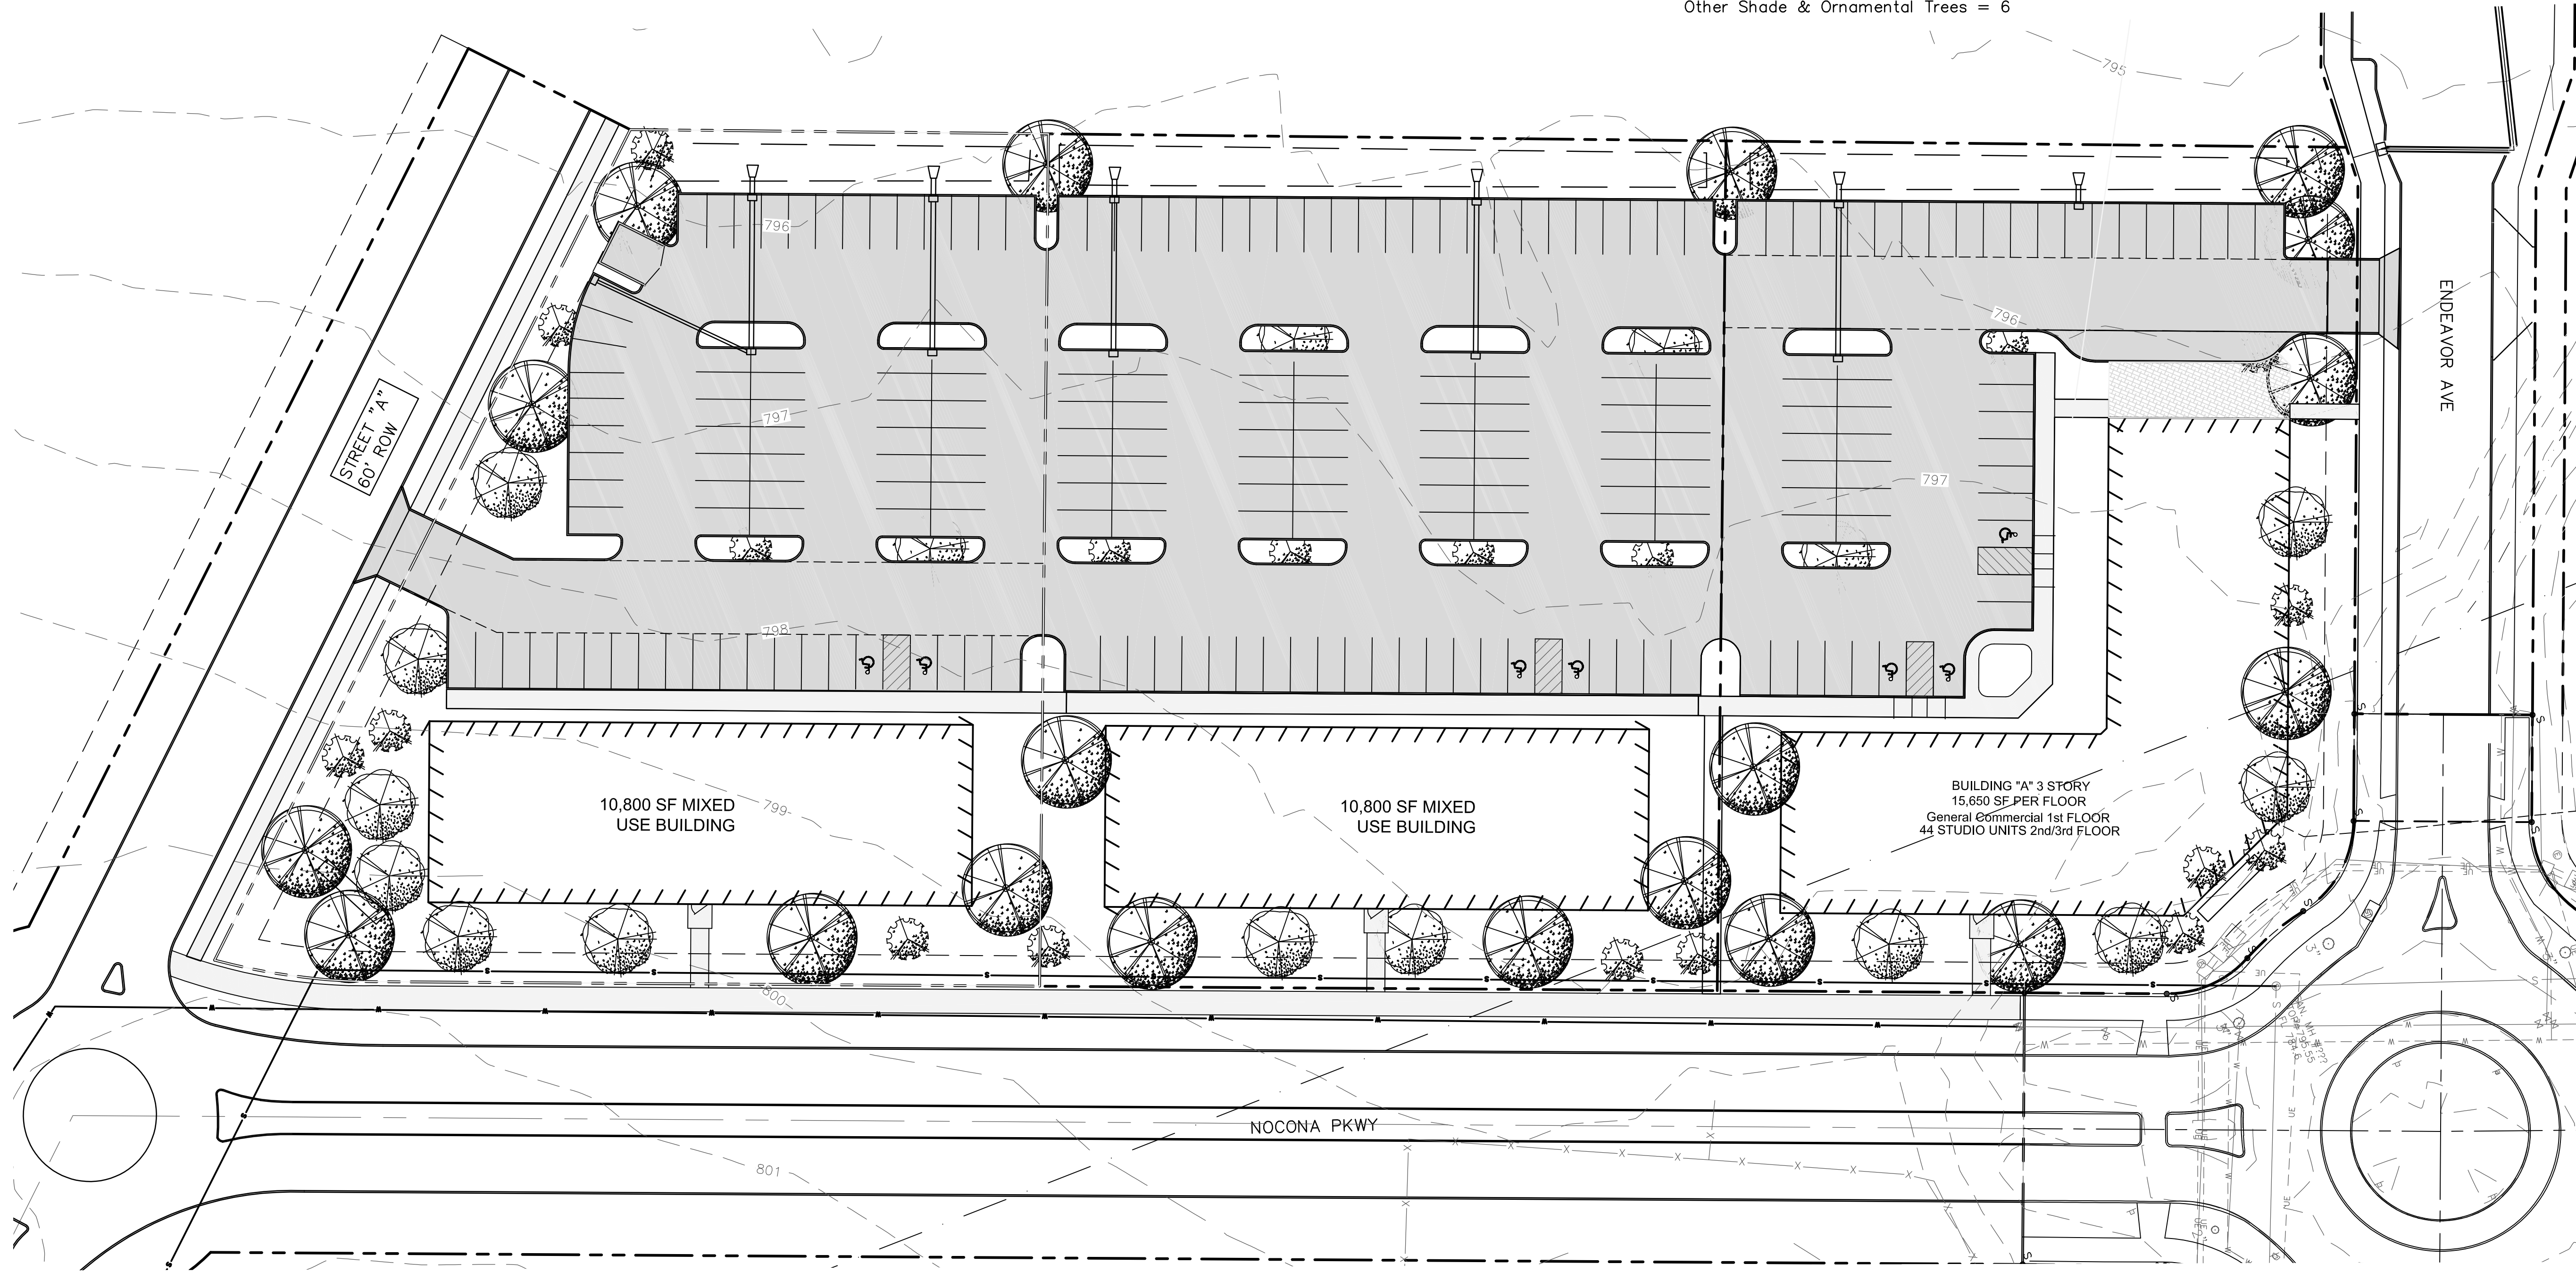 Other Shade & Ornamental Trees = 6
795
796
796
ENDEAVOR AVE
STREET "A"
60' ROW
797
797
798
799
10,800 SF MIXED
USE BUILDING
10,800 SF MIXED
USE BUILDING
BUILDING "A" 3 STORY
15,650 SF PER FLOOR
General Commercial 1st FLOOR
44 STUDIO UNITS 2nd/3rd FLOOR
800
NOCONA PKWY
801